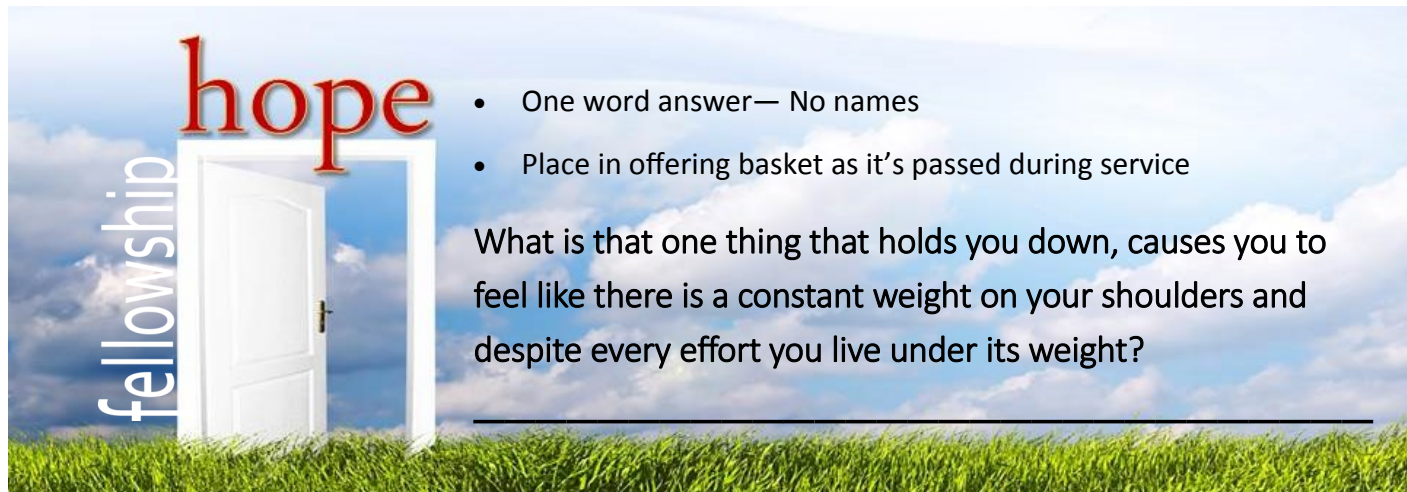 hope
fellowship
• One word answer— No names
• Place in offering basket as it's passed during service
What is that one thing that holds you down, causes you to
feel like there is a constant weight on your shoulders and
despite every effort you live under its weight?